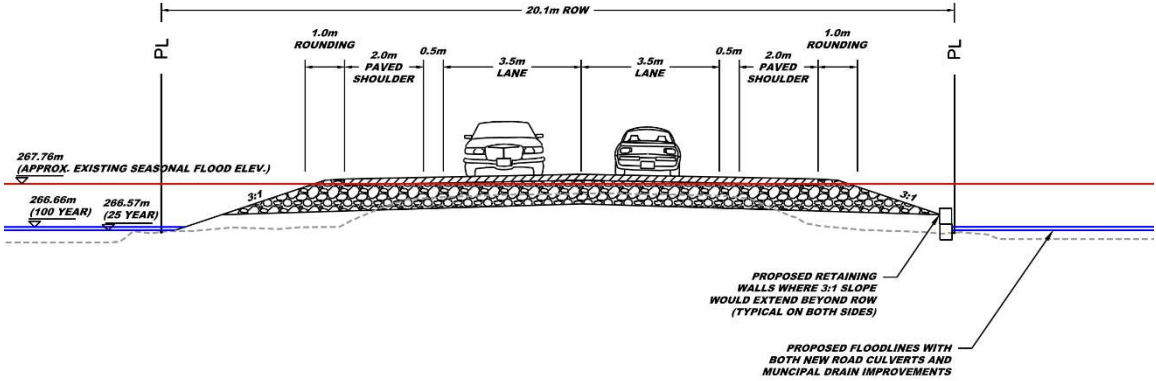 20.1m ROW
PL
PL
1.0m
ROUNDING
2.0m
PAVED
SHOULDER
0.5m
3.5m
LANE
3.5m
LANE
0.5m
2.0m
PAVED
SHOULDER
1.0m
ROUNDING
267.76m
(APPROX. EXISTING SEASONAL FLOOD ELEV.)
3:1
3:1
266.66m
(100 YEAR)
266.57m
(25 YEAR)
PROPOSED RETAINING
WALLS WHERE 3:1 SLOPE
WOULD EXTEND BEYOND ROW
(TYPICAL ON BOTH SIDES)
PROPOSED FLOODLINES WITH
BOTH NEW ROAD CULVERTS AND
MUNCIPAL DRAIN IMPROVEMENTS